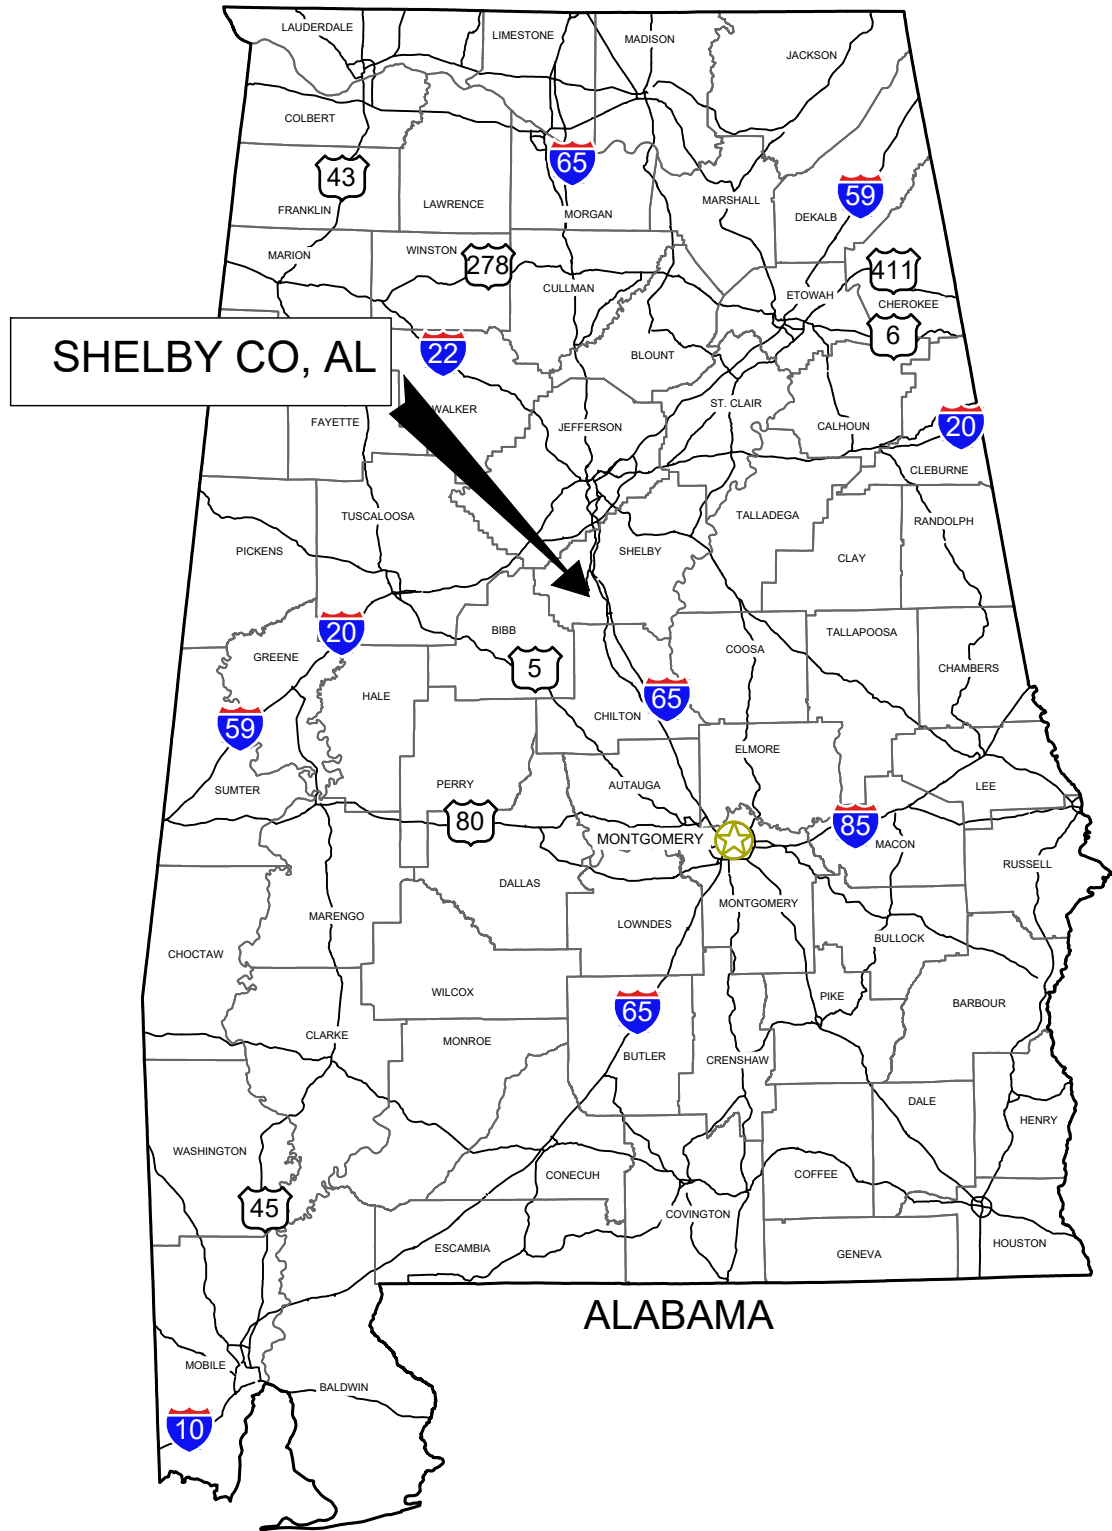 LAUDERDALE
LIMESTONE
MADISON
JACKSON
COLBERT
65
43
59
LAWRENCE
MARSHALL
FRANKLIN
MORGAN
DEKALB
WINSTON
MARION
278
411
CULLMAN
ETOWAH
CHEROKEE
6
SHELBY CO, AL
22
BLOUNT
WALKER
ST. CLAIR
FAYETTE
JEFFERSON
CALHOUN
20
CLEBURNE
TUSCALOOSA
TALLADEGA
RANDOLPH
PICKENS
SHELBY
CLAY
20
BIBB
TALLAPOOSA
GREENE
COOSA
5
CHAMBERS
HALE
65
59
CHILTON
ELMORE
PERRY
AUTAUGA
SUMTER
LEE
80
85
MONTGOMERY
MACON
RUSSELL
DALLAS
MONTGOMERY
MARENGO
LOWNDES
BULLOCK
CHOCTAW
WILCOX
PIKE
BARBOUR
65
CLARKE
MONROE
BUTLER
CRENSHAW
DALE
HENRY
WASHINGTON
CONECUH
COFFEE
45
COVINGTON
ESCAMBIA
HOUSTON
GENEVA
ALABAMA
MOBILE
BALDWIN
10